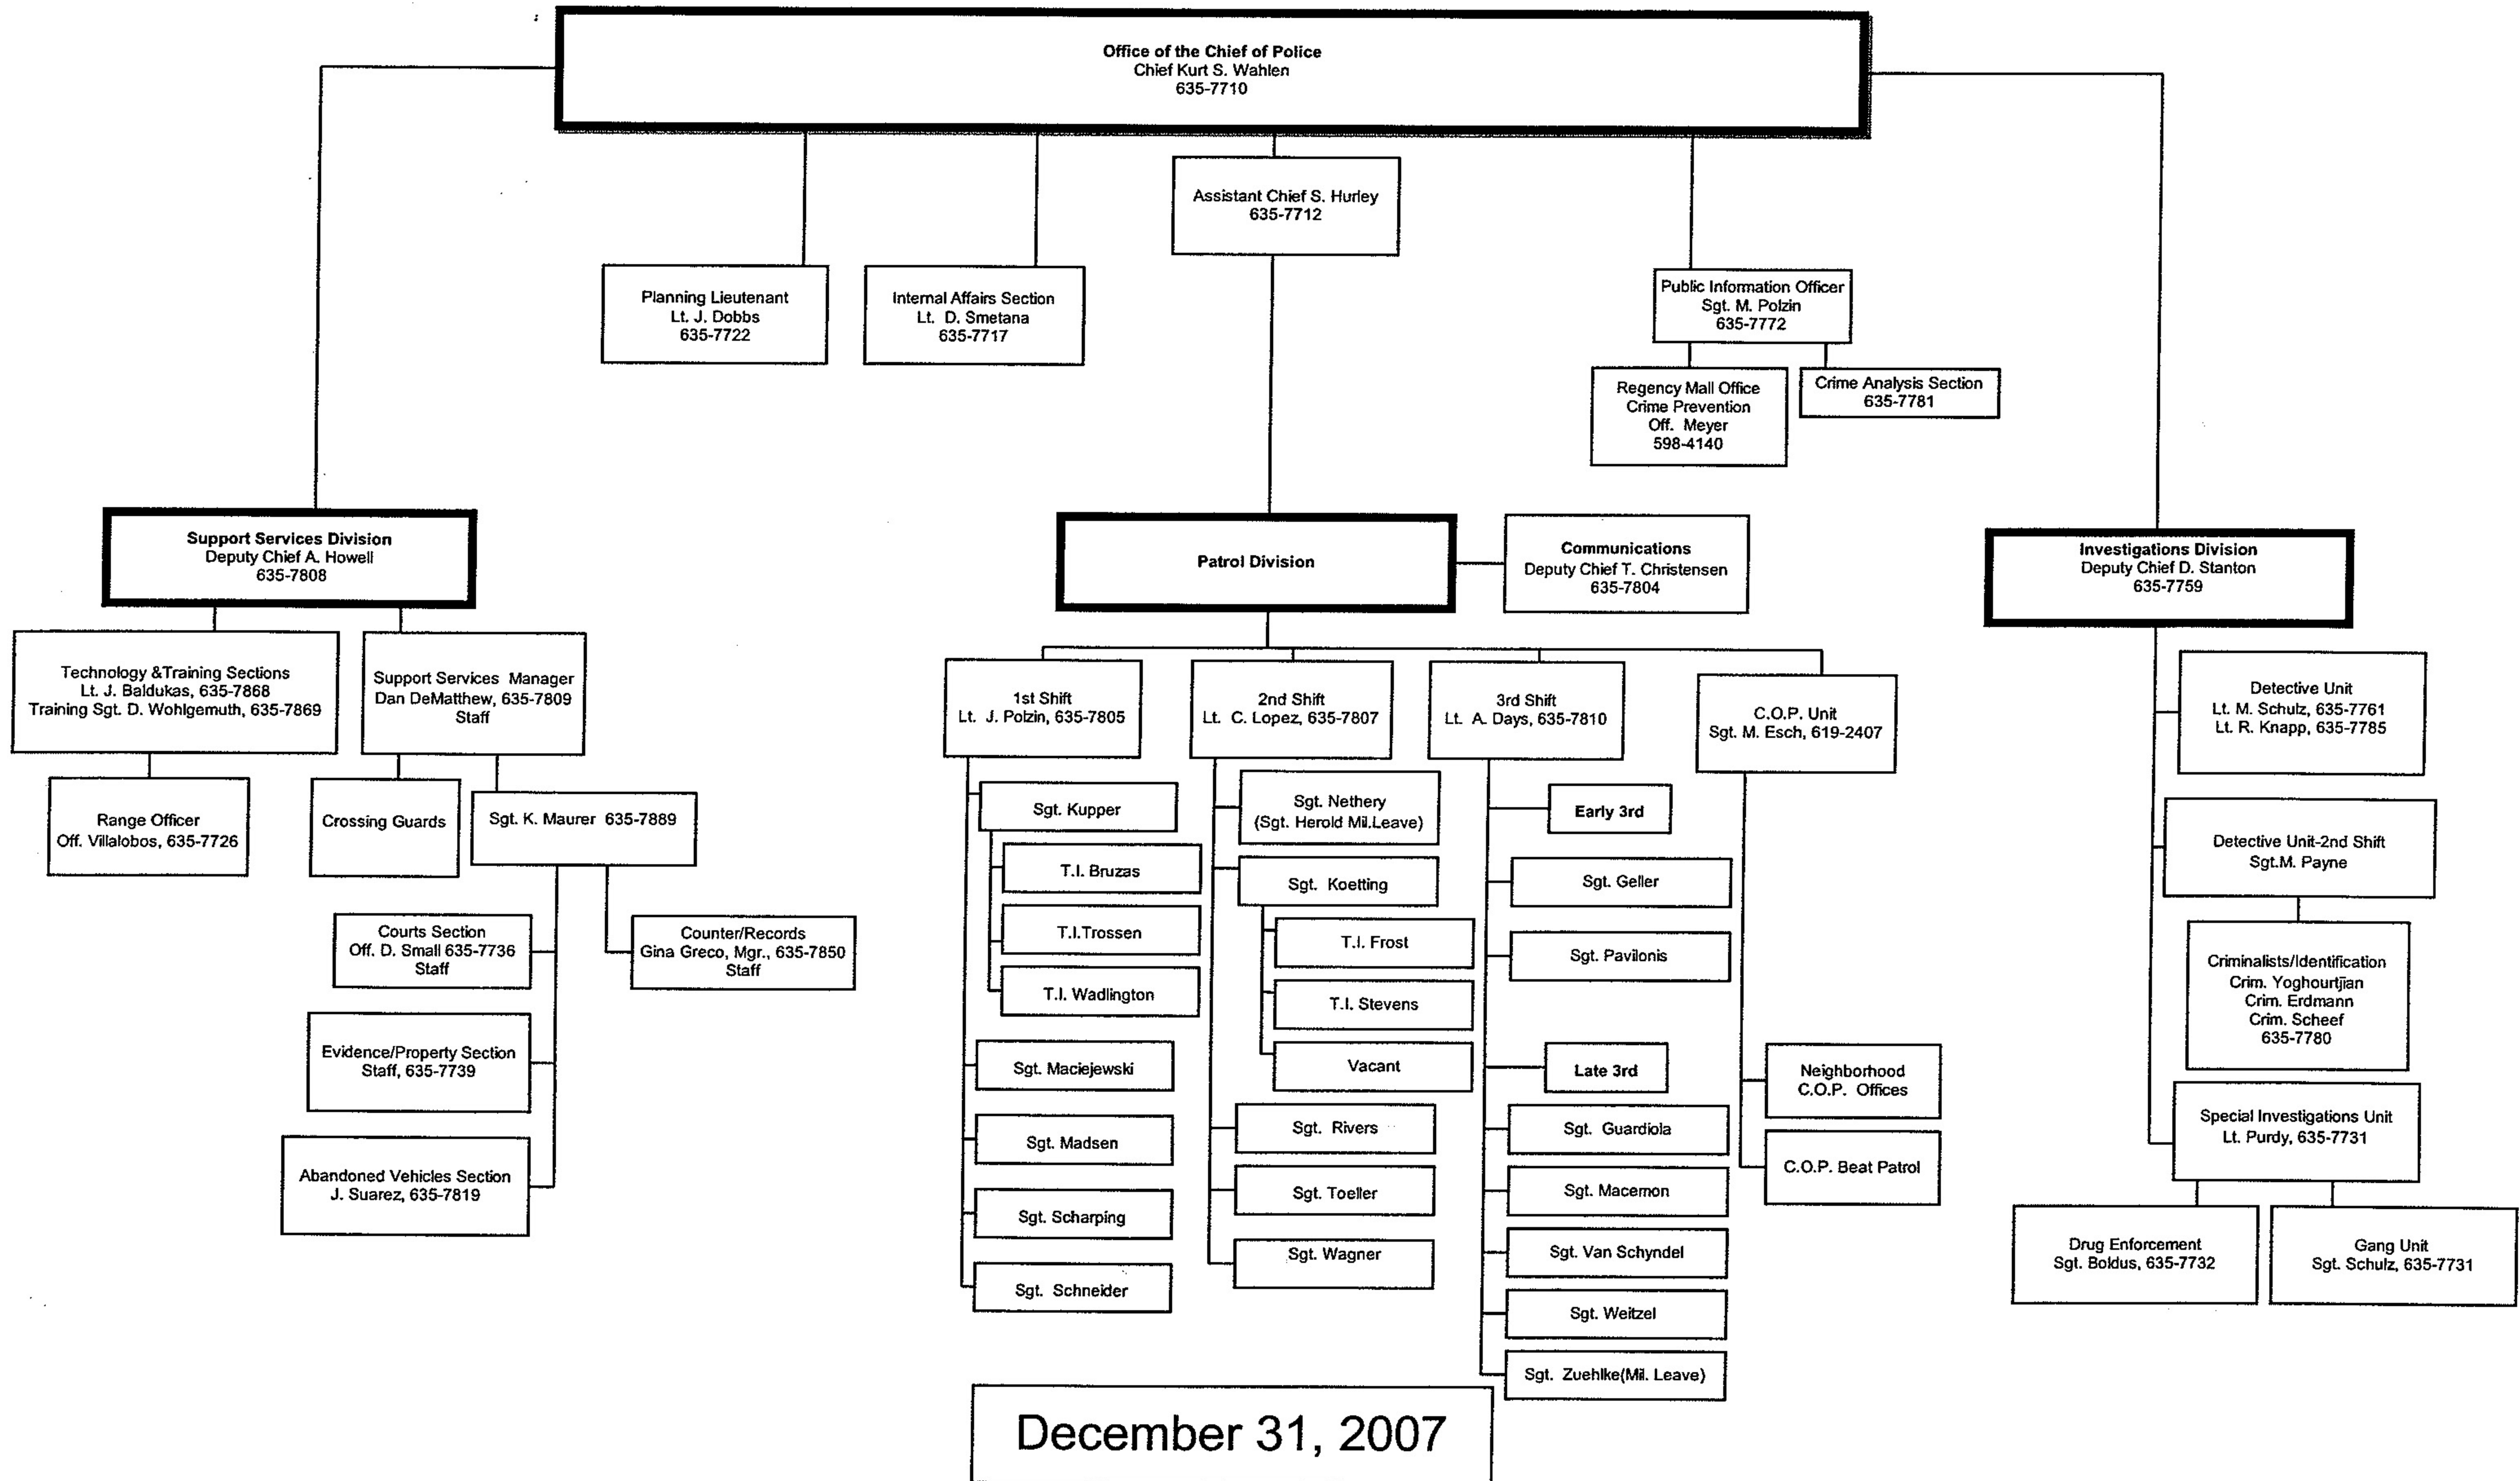 Office of the Chief of Police
Chief Kurt S. Wahlen
635-7710
Assistant Chief S. Hurley
635-7712
Planning Lieutenant
Lt. J. Dobbs
635-7722
Internal Affairs Section
Lt. D. Smetana
635-7717
Public Information Officer
Sgt. M. Polzin
635-7772
Regency Mall Office
Crime Prevention
Off. Meyer
598-4140
Crime Analysis Section
635-7781
Support Services Division
Deputy Chief A. Howell
635-7808
Patrol Division
Communications
Deputy Chief T. Christensen
635-7804
Investigations Division
Deputy Chief D. Stanton
635-7759
Technology &Training Sections
Lt. J. Baldukas, 635-7868
Training Sgt. D. Wohlgemuth, 635-7869
Support Services Manager
Dan DeMatthew, 635-7809
Staff
Range Officer
Off. Villalobos, 635-7726
Crossing Guards
Sgt. K. Maurer 635-7889
Courts Section
Off. D. Small 635-7736
Staff
Counter/Records
Gina Greco, Mgr., 635-7850
Staff
Evidence/Property Section
Staff, 635-7739
Abandoned Vehicles Section
J. Suarez, 635-7819
1st Shift
Lt. J. Polzin, 635-7805
Sgt. Kupper
T.I. Bruzas
T.I.Trossen
T.I. Wadlington
Sgt. Maciejewski
Sgt. Madsen
Sgt. Scharping
Sgt. Schneider
2nd Shift
Lt. C. Lopez, 635-7807
Sgt. Nethery
(Sgt. Herold Mil.Leave)
Sgt. Koetting
T.I. Frost
T.I. Stevens
Vacant
Sgt. Rivers
Sgt. Toeller
Sgt. Wagner
3rd Shift
Lt. A. Days, 635-7810
Early 3rd
Sgt. Geller
Sgt. Pavilonis
Late 3rd
Sgt. Guardiola
Sgt. Macemon
Sgt. Van Schyndel
Sgt. Weitzel
Sgt. Zuehlke(Mil. Leave)
C.O.P. Unit
Sgt. M. Esch, 619-2407
Neighborhood
C.O.P. Offices
C.O.P. Beat Patrol
Detective Unit
Lt. M. Schulz, 635-7761
Lt. R. Knapp, 635-7785
Detective Unit-2nd Shift
Sgt.M. Payne
Criminalists/Identification
Crim. Yoghourtjian
Crim. Erdmann
Crim. Scheef
635-7780
Special Investigations Unit
Lt. Purdy, 635-7731
Drug Enforcement
Sgt. Boldus, 635-7732
Gang Unit
Sgt. Schulz, 635-7731
December 31, 2007